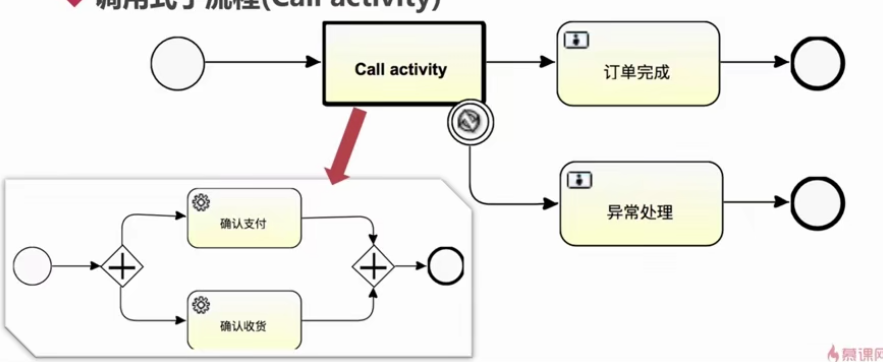 调用式子流程(Call activity)
Call activity
订单完成
异常处理
确认支付
确认收货
慕课网